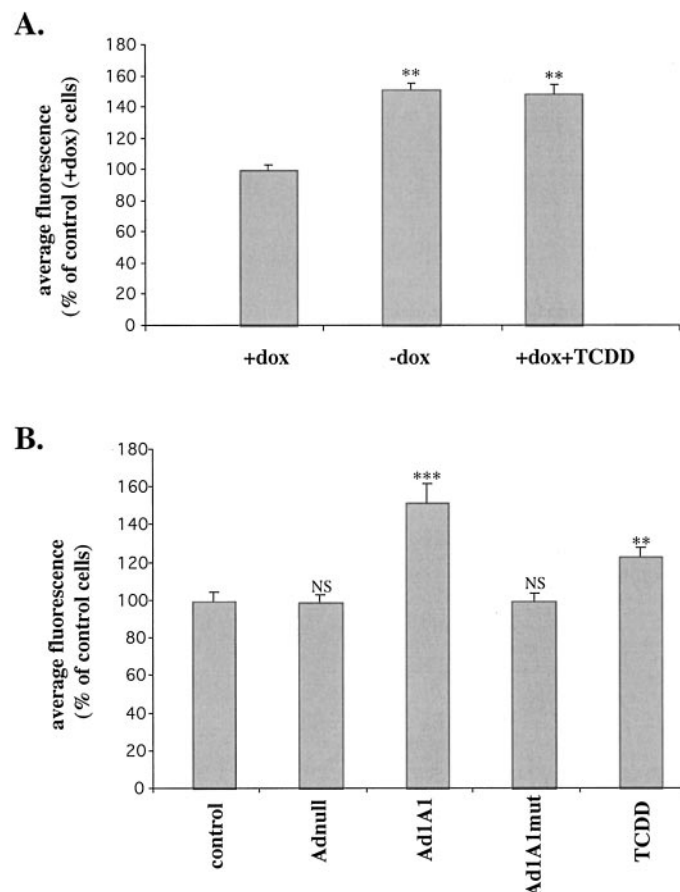 A.
average fluorescence
(% of control (+dox) cells)
180
160
140
120
100
80
60
40
20
0
**
**
+dox
-dox
+dox+TCDD
B.
average fluorescence
(% of control cells)
180
160
140
120
100
80
60
40
20
0
NS
***
NS
**
control
Adnull
Ad1A1
Ad1A1mut
TCDD